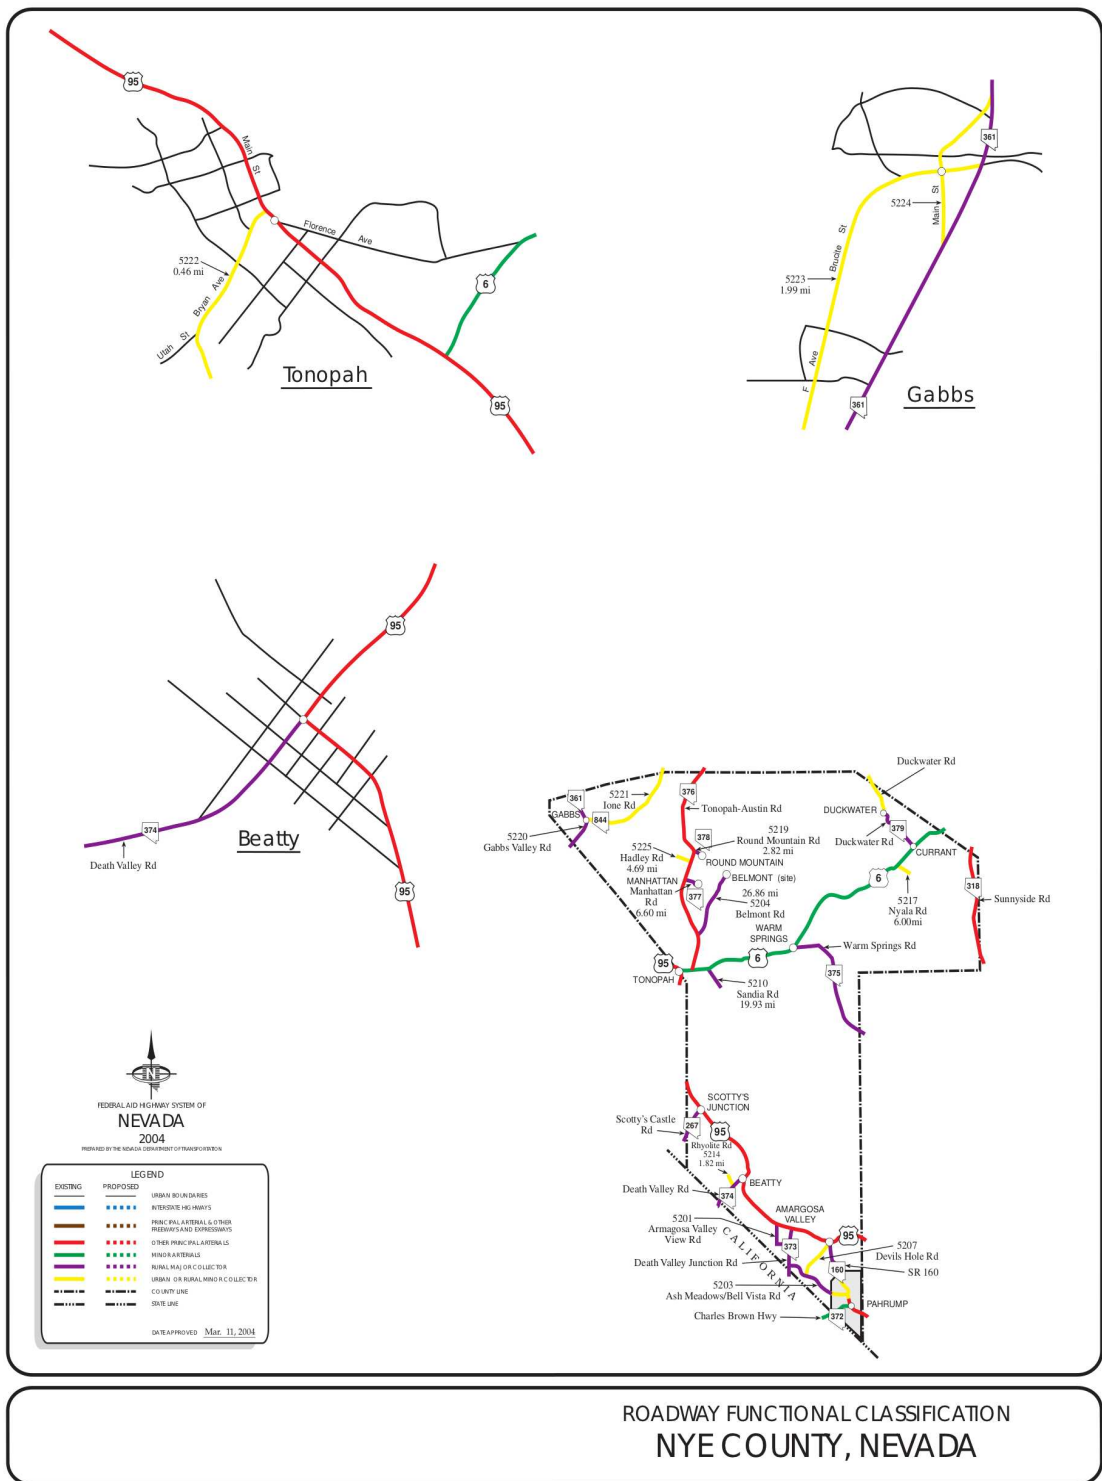 95
Main St
Florence Ave
5222
0.46 mi
Bryan Ave
Utah St
6
Tonopah
95
361
5224
Main St
Brucite St
5223
1.99 mi
F Ave
361
Gabbs
95
374
Death Valley Rd
Beatty
95
Duckwater Rd
361
5221
Ione Rd
376
Tonopah-Austin Rd
DUCKWATER
GABBS
844
379
Duckwater Rd
5220
Gabbs Valley Rd
378
5219
Round Mountain Rd
2.82 mi
CURRANT
5225
Hadley Rd
4.69 mi
ROUND MOUNTAIN
BELMONT (site)
MANHATTAN
Manhattan
Rd
6.60 mi
377
26.86 mi
5204
Belmont Rd
6
5217
Nyala Rd
6.00mi
318
Sunnyside Rd
WARM
SPRINGS
Warm Springs Rd
95
6
TONOPAH
5210
Sandia Rd
19.93 mi
375
SCOTTY'S
JUNCTION
Scotty's Castle
Rd
267
95
Rhyolite Rd
5214
1.82 mi
BEATTY
Death Valley Rd
374
AMARGOSA
VALLEY
5201
Armagosa Valley
View Rd
CALIFORNIA
373
95
5207
Devils Hole Rd
Death Valley Junction Rd
160
SR 160
5203
Ash Meadows/Bell Vista Rd
PAHRUMP
Charles Brown Hwy
372
N
FEDERAL AID HIGHWAY SYSTEM OF
NEVADA
2004
PREPARED BY THE NEVADA DEPARTMENT OF TRANSPORTATION
LEGEND
EXISTING PROPOSED
URBAN BOUNDARIES
INTERSTATE HIGHWAYS
PRINCIPAL ARTERIAL & OTHER
FREEWAYS AND EXPRESSWAYS
OTHER PRINCIPAL ARTERIALS
MINOR ARTERIALS
RURAL MAJOR COLLECTOR
URBAN OR RURAL MINOR COLLECTOR
COUNTY LINE
STATE LINE
DATE APPROVED Mar. 11, 2004
ROADWAY FUNCTIONAL CLASSIFICATION
NYE COUNTY, NEVADA